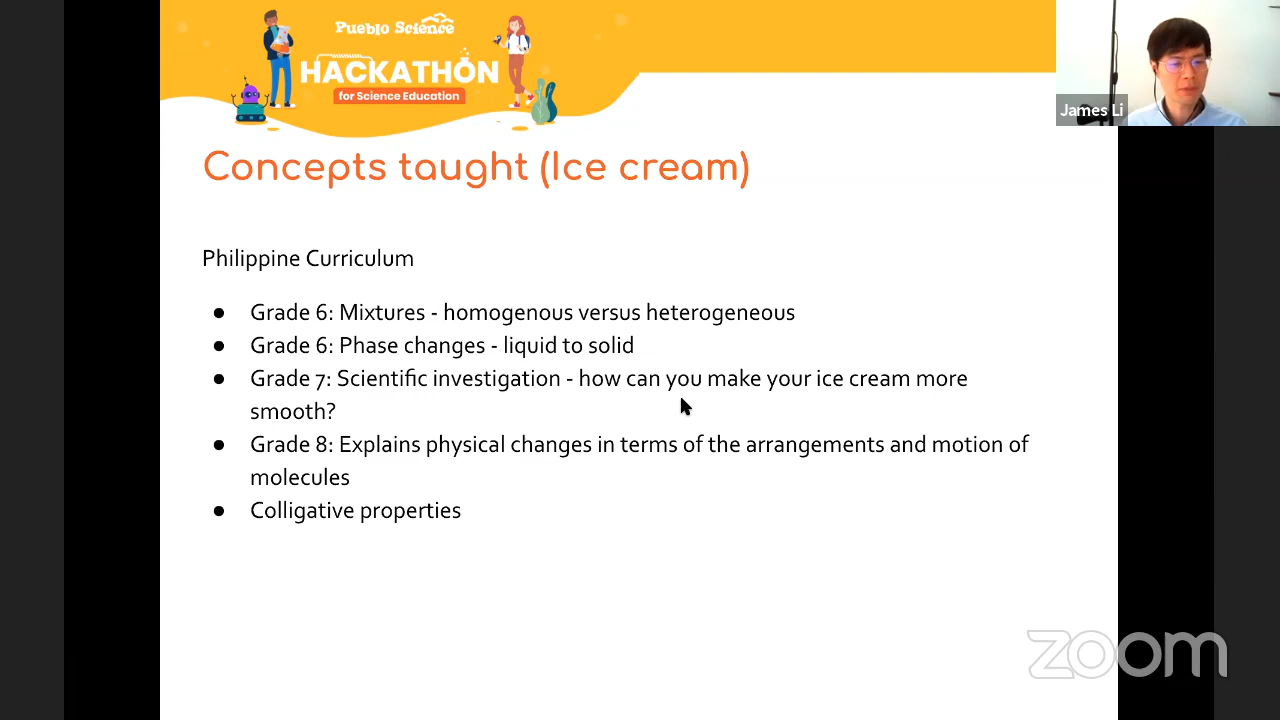 Pueblo Science
HACKATHON
for Science Education
James Li
Concepts taught (Ice cream)
Philippine Curriculum
● Grade 6: Mixtures - homogenous versus heterogeneous
● Grade 6: Phase changes - liquid to solid
● Grade 7: Scientific investigation - how can you make your ice cream more
smooth?
● Grade 8: Explains physical changes in terms of the arrangements and motion of
molecules
● Colligative properties
zoom